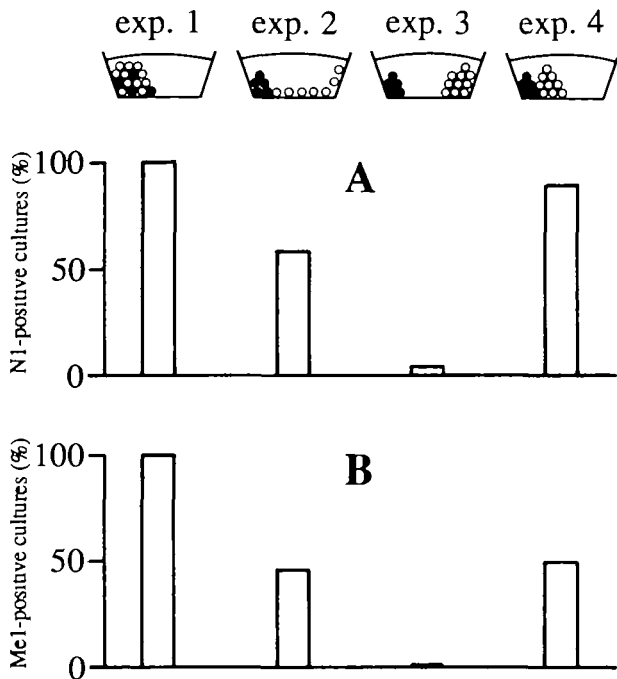 exp. 1 exp. 2 exp. 3 exp. 4
A
N1-positive cultures (%)
100
50
0
B
Me1-positive cultures (%)
100
50
0